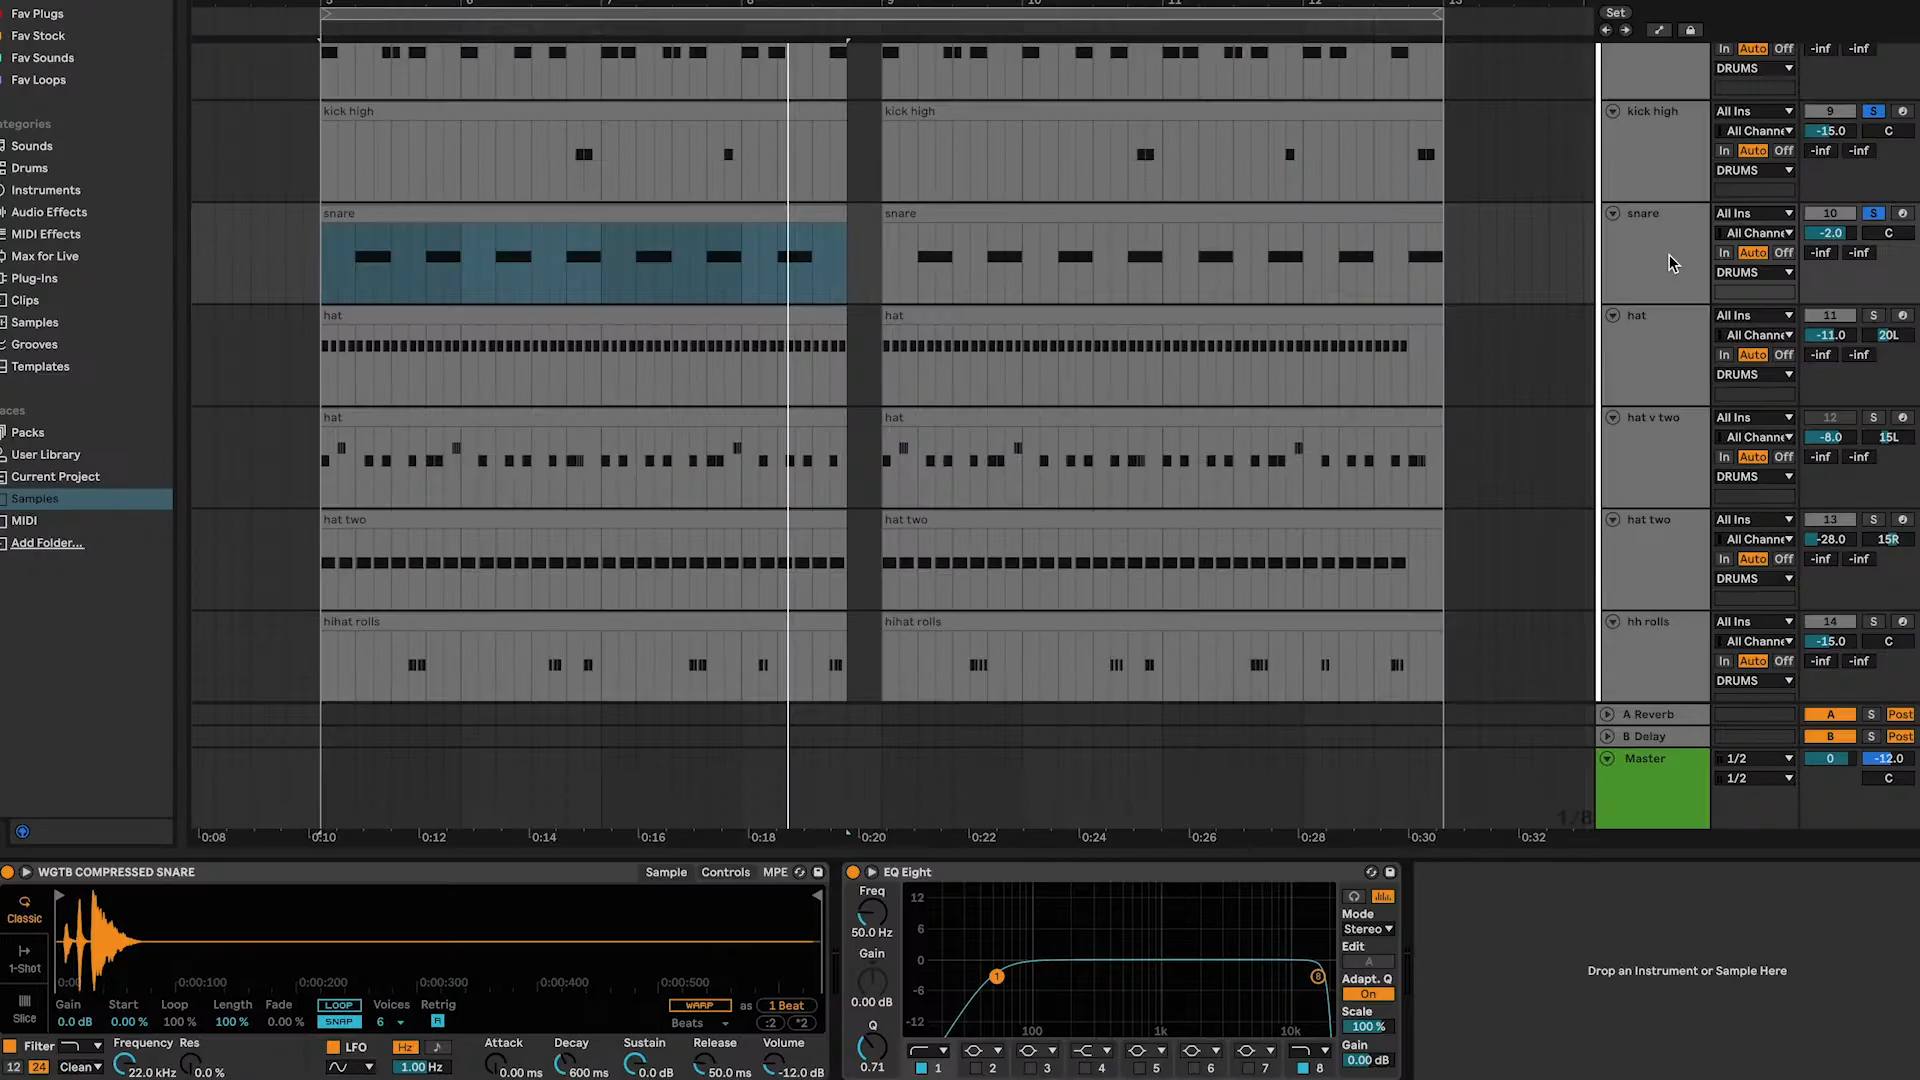 Fav Plugs
Fav Stock
Fav Sounds
Fav Loops
ategories
Sounds
Drums
Instruments
Audio Effects
MIDI Effects
Max for Live
Plug-Ins
Clips
Samples
Grooves
Templates
aces
Packs
User Library
Current Project
Samples
MIDI
Add Folder...
5 6 7 8 9 10 11 12 13
Set
In Auto Off -inf -inf
DRUMS
kick high kick high kick high All Ins 9 S
All Channe -15.0 C
In Auto Off -inf -inf
DRUMS
snare snare snare All Ins 10 S
All Channe -2.0 C
In Auto Off -inf -inf
DRUMS
hat hat hat All Ins 11 S
All Channe -11.0 20L
In Auto Off -inf -inf
DRUMS
hat hat hat v two All Ins 12 S
All Channe -8.0 15L
In Auto Off -inf -inf
DRUMS
hat two hat two hat two All Ins 13 S
All Channe -28.0 15R
In Auto Off -inf -inf
DRUMS
hihat rolls hihat rolls hh rolls All Ins 14 S
All Channe -15.0 C
In Auto Off -inf -inf
DRUMS
A Reverb A S Post
B Delay B S Post
Master 1/2 0 -12.0
1/2 C
1/8
0:08 0:10 0:12 0:14 0:16 0:18 0:20 0:22 0:24 0:26 0:28 0:30 0:32
WGTB COMPRESSED SNARE Sample Controls MPE
Classic
1-Shot
Slice
0:00 0:00:100 0:00:200 0:00:300 0:00:400 0:00:500
Gain Start Loop Length Fade LOOP Voices Retrig WARP as 1 Beat
0.0 dB 0.00 % 100 % 100 % 0.00 % SNAP 6 R Beats :2 *2
Filter Frequency Res LFO Hz Attack Decay Sustain Release Volume
12 24 Clean 22.0 kHz 0.0 % 1.00 Hz 0.00 ms 600 ms 0.0 dB 50.0 ms -12.0 dB
EQ Eight
Freq
50.0 Hz
Gain
0.00 dB
Q
0.71
12
6
0
-6
-12
1 8
100 1k 10k
1 2 3 4 5 6 7 8
Mode
Stereo
Edit
A
Adapt. Q
On
Scale
100 %
Gain
0.00 dB
Drop an Instrument or Sample Here